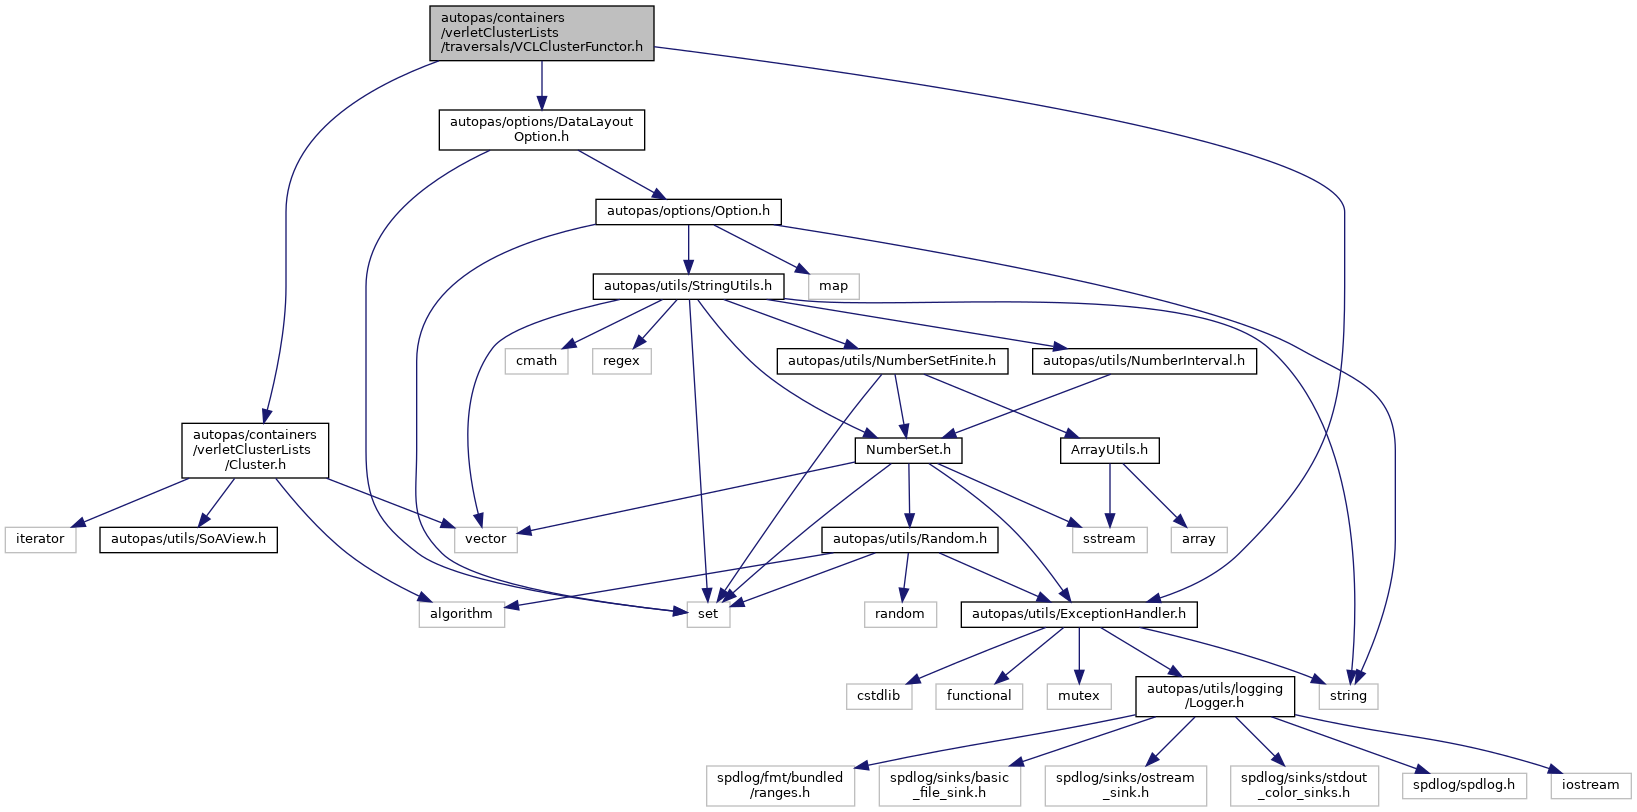 autopas/containers
/verletClusterLists
/traversals/VCLClusterFunctor.h
autopas/options/DataLayout
Option.h
autopas/options/Option.h
autopas/utils/StringUtils.h
map
cmath
regex
autopas/utils/NumberSetFinite.h
autopas/utils/NumberInterval.h
autopas/containers
/verletClusterLists
/Cluster.h
NumberSet.h
ArrayUtils.h
iterator
autopas/utils/SoAView.h
vector
autopas/utils/Random.h
sstream
array
algorithm
set
random
autopas/utils/ExceptionHandler.h
cstdlib
functional
mutex
autopas/utils/logging
/Logger.h
string
spdlog/fmt/bundled
/ranges.h
spdlog/sinks/basic
_file_sink.h
spdlog/sinks/ostream
_sink.h
spdlog/sinks/stdout
_color_sinks.h
spdlog/spdlog.h
iostream